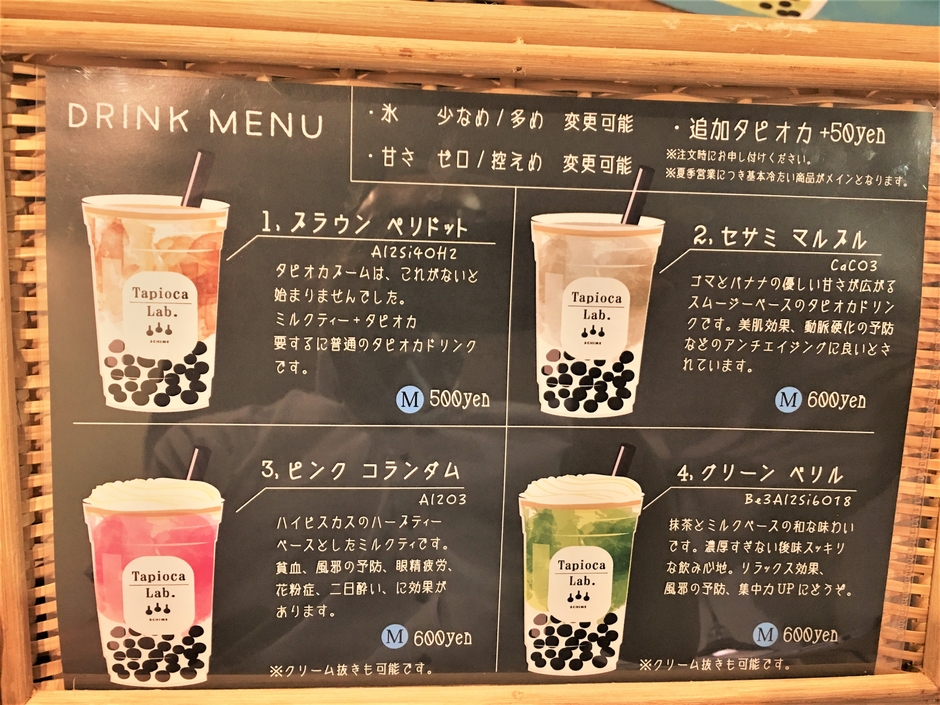 DRINK MENU
・氷 少なめ/多め 変更可能
・甘さ ゼロ/控えめ 変更可能
・追加タピオカ+50yen
※注文時にお申し付けください。
※夏季営業につき基本冷たい商品がメインとなります。
1, ブラウン ペリドット
Al2Si4OH2
タピオカブームは、これがないと
始まりませんでした。
ミルクティー+タピオカ
要するに普通のタピオカドリンク
です。
M 500yen
Tapioca
Lab.
EHIME
2, セサミ マルブル
CaCO3
ゴマとバナナの優しい甘さが広がる
スムージーベースのタピオカドリン
クです。美肌効果、動脈硬化の予防
などのアンチエイジングに良いとさ
れています。
M 600yen
Tapioca
Lab.
EHIME
3, ピンク コランダム
Al2O3
ハイビスカスのハーブティー
ベースとしたミルクティです。
貧血、風邪の予防、眼精疲労、
花粉症、二日酔い、に効果が
あります。
M 600yen
※クリーム抜きも可能です。
Tapioca
Lab.
EHIME
4, グリーン ベリル
Be3Al2Si6O18
抹茶とミルクベースの和な味わい
です。濃厚すぎない後味スッキリ
な飲み心地。リラックス効果、
風邪の予防、集中力UPにどうぞ。
M 600yen
※クリーム抜きも可能です。
Tapioca
Lab.
EHIME